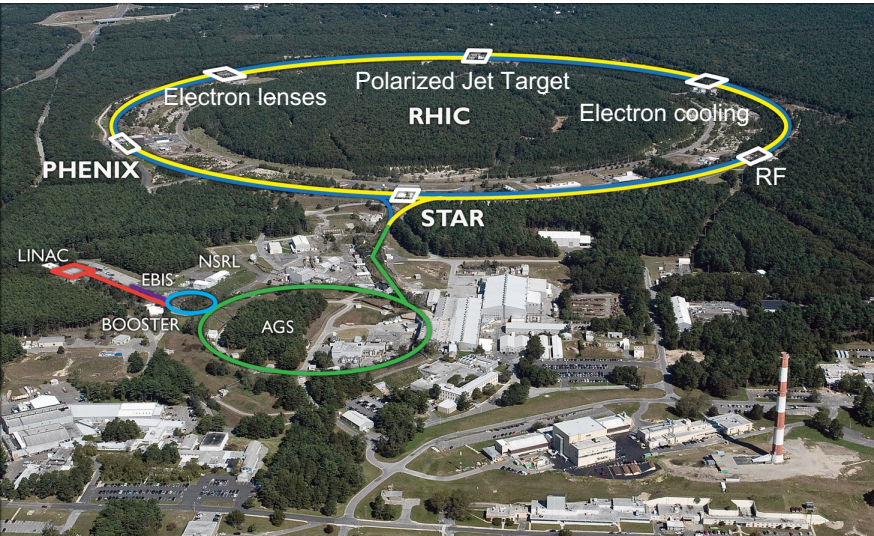 Polarized Jet Target
Electron lenses
RHIC
Electron cooling
PHENIX
RF
STAR
LINAC
NSRL
EBIS
BOOSTER
AGS